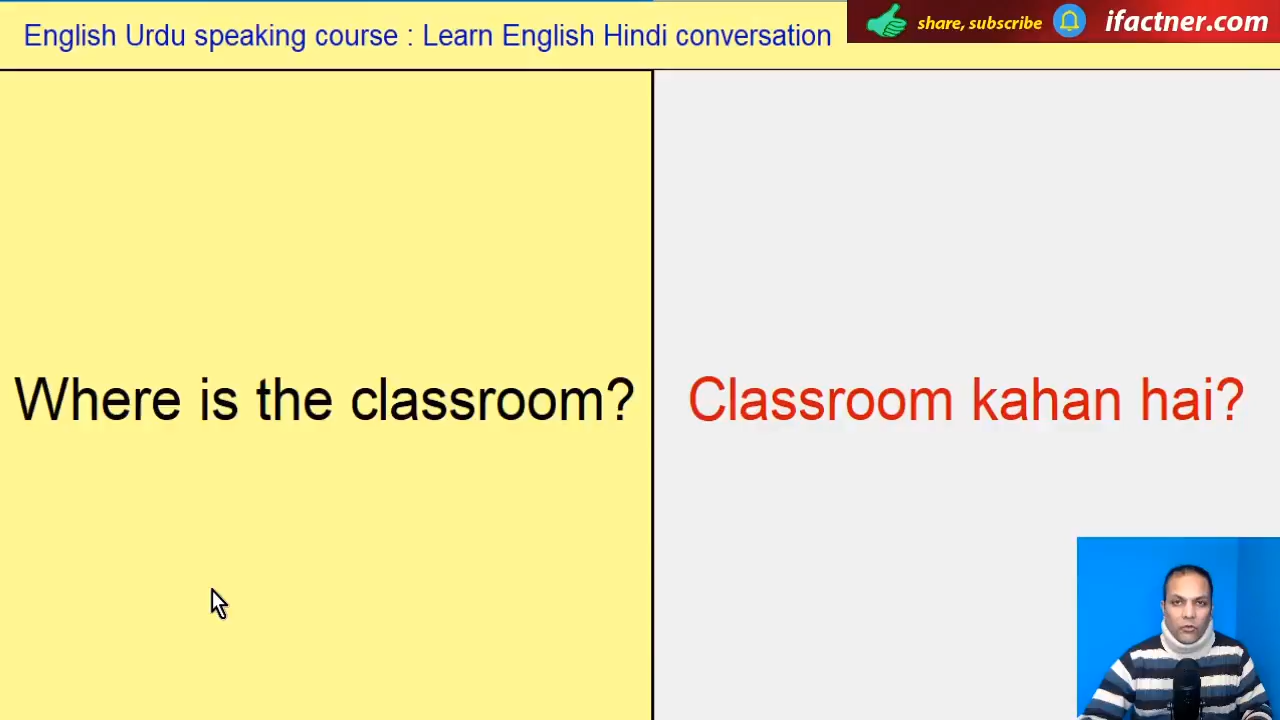 English Urdu speaking course : Learn English Hindi conversation
share, subscribe
ifactner.com
Where is the classroom?
Classroom kahan hai?